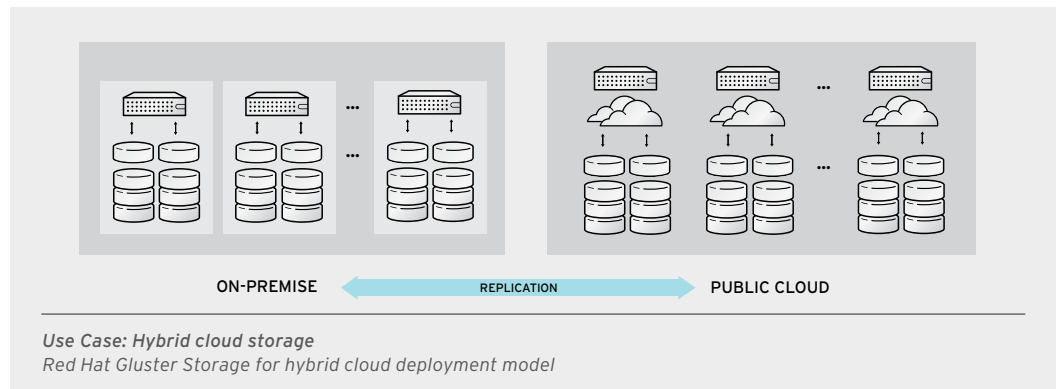 ...
...
...
...
ON-PREMISE
REPLICATION
PUBLIC CLOUD
Use Case: Hybrid cloud storage
Red Hat Gluster Storage for hybrid cloud deployment model